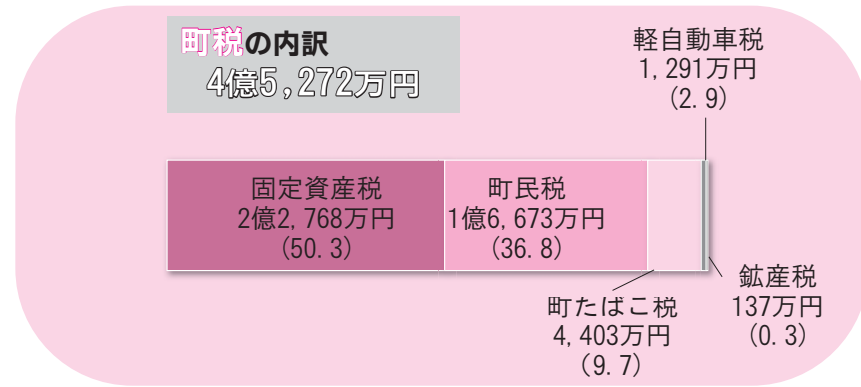 町税の内訳
4億5,272万円
軽自動車税
1,291万円
(2.9)
固定資産税
2億2,768万円
(50.3)
町民税
1億6,673万円
(36.8)
町たばこ税
4,403万円
(9.7)
鉱産税
137万円
(0.3)